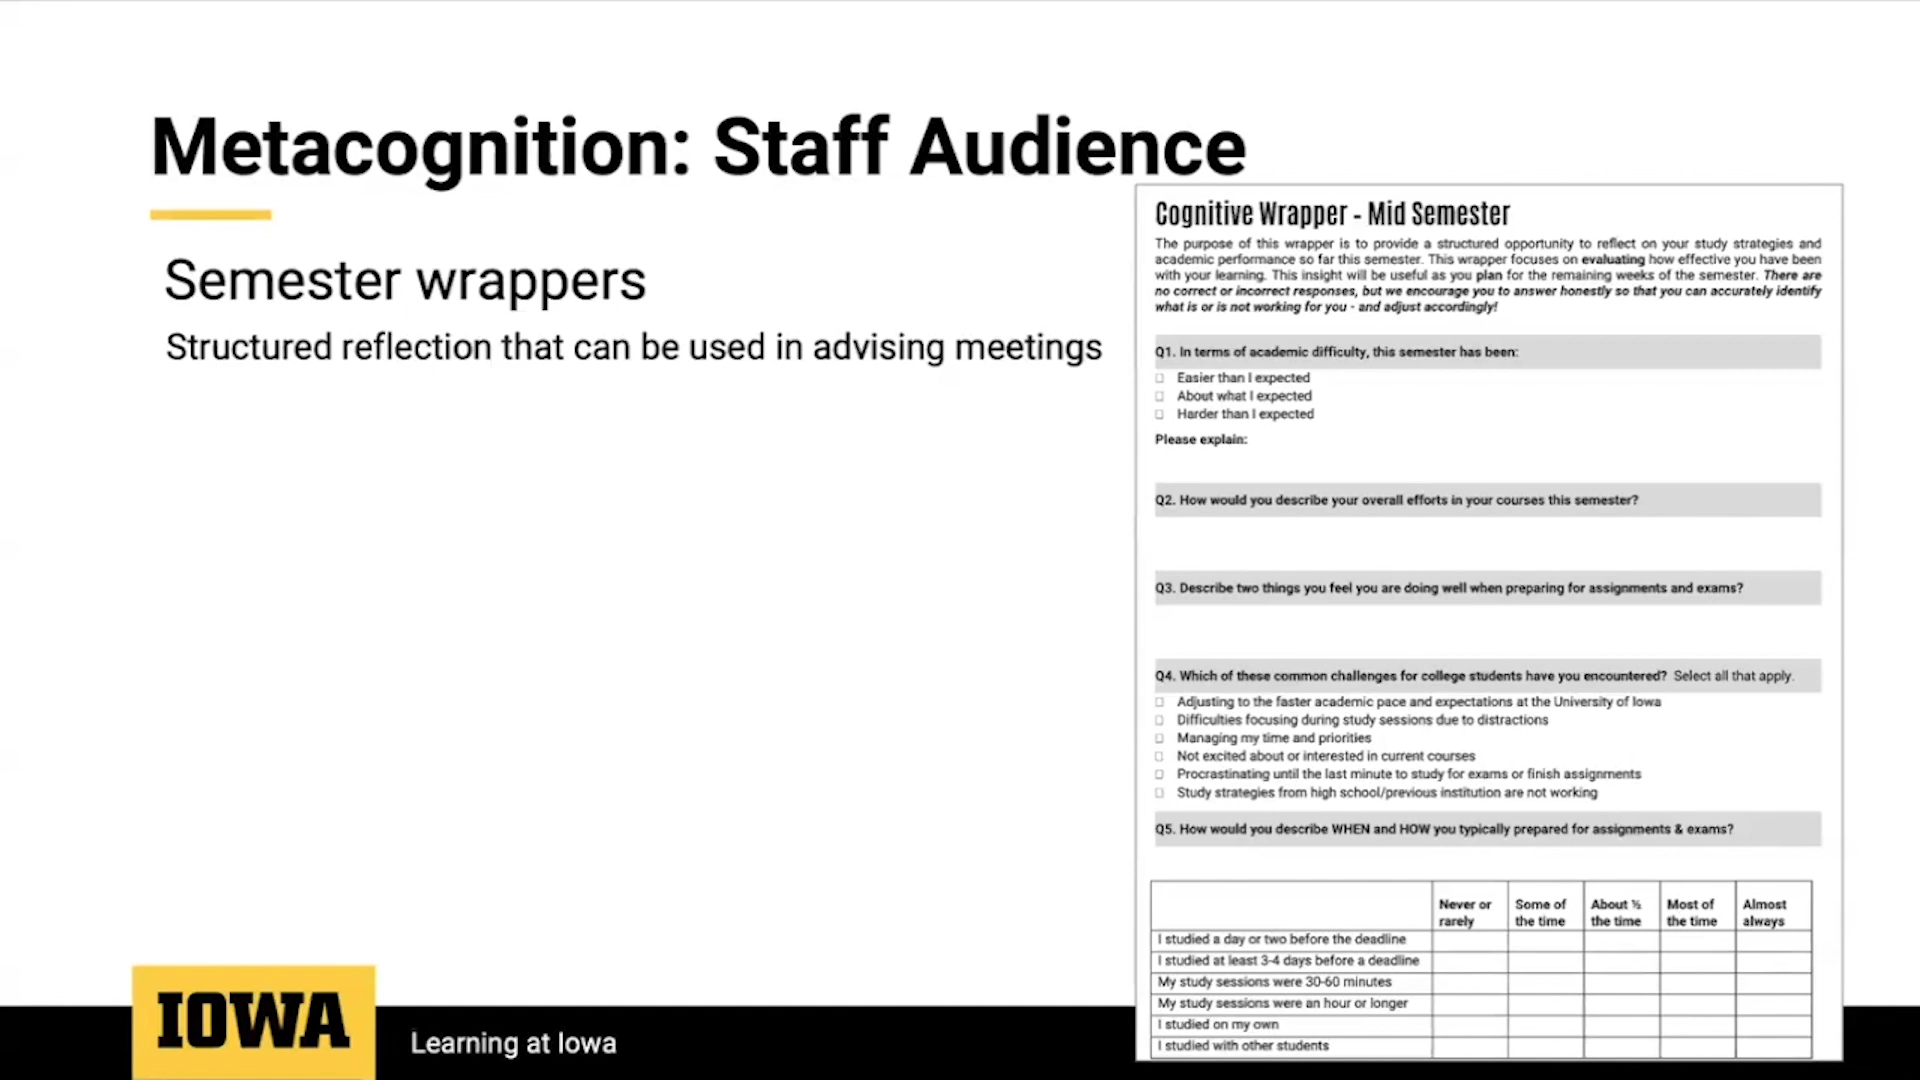 Metacognition: Staff Audience
Semester wrappers
Structured reflection that can be used in advising meetings
Cognitive Wrapper - Mid Semester
The purpose of this wrapper is to provide a structured opportunity to reflect on your study strategies and
academic performance so far this semester. This wrapper focuses on evaluating how effective you have been
with your learning. This insight will be useful as you plan for the remaining weeks of the semester. There are
no correct or incorrect responses, but we encourage you to answer honestly so that you can accurately identify
what is or is not working for you - and adjust accordingly!
Q1. In terms of academic difficulty, this semester has been:
Easier than I expected
About what I expected
Harder than I expected
Please explain:
Q2. How would you describe your overall efforts in your courses this semester?
Q3. Describe two things you feel you are doing well when preparing for assignments and exams?
Q4. Which of these common challenges for college students have you encountered? Select all that apply.
Adjusting to the faster academic pace and expectations at the University of Iowa
Difficulties focusing during study sessions due to distractions
Managing my time and priorities
Not excited about or interested in current courses
Procrastinating until the last minute to study for exams or finish assignments
Study strategies from high school/previous institution are not working
Q5. How would you describe WHEN and HOW you typically prepared for assignments & exams?
Never or rarely
Some of the time
About ½ the time
Most of the time
Almost always
I studied a day or two before the deadline
I studied at least 3-4 days before a deadline
My study sessions were 30-60 minutes
My study sessions were an hour or longer
I studied on my own
I studied with other students
IOWA
Learning at Iowa